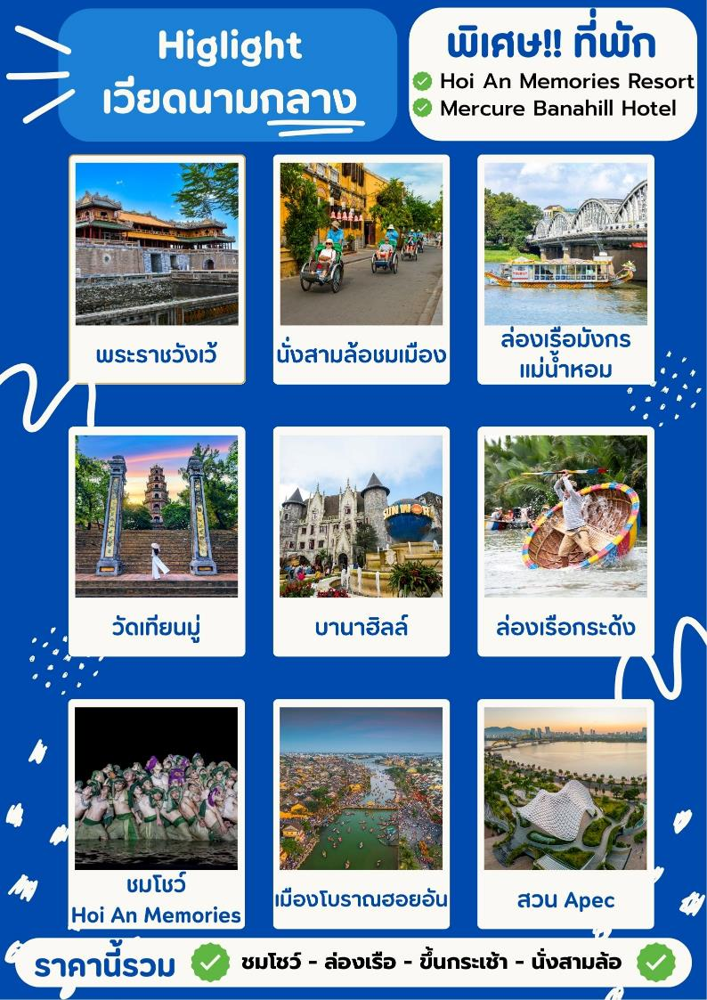 Higlight
เวียดนามกลาง
พิเศษ!! ที่พัก
Hoi An Memories Resort
Mercure Banahill Hotel
พระราชวังเว้
นั่งสามล้อชมเมือง
ล่องเรือมังกร
แม่น้ำหอม
SUN WORL
วัดเทียนมู่
บานาฮิลล์
ล่องเรือกระด้ง
ชมโชว์
Hoi An Memories
เมืองโบราณฮอยอัน
สวน Apec
ราคานี้รวม
ชมโชว์ - ล่องเรือ - ขึ้นกระเช้า - นั่งสามล้อ